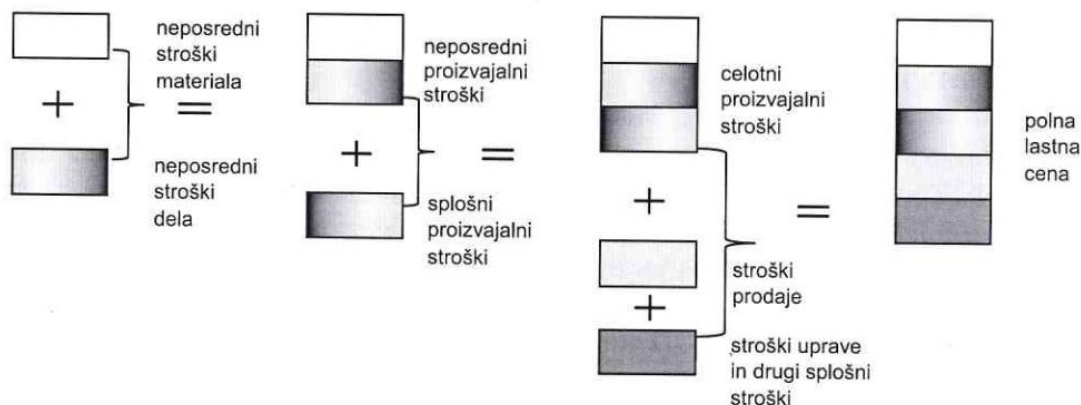 neposredni
stroški
materiala
+
=
neposredni
stroški
dela
neposredni
proizvajalni
stroški
+
=
splošni
proizvajalni
stroški
celotni
proizvajalni
stroški
+
=
stroški
prodaje
+
stroški uprave
in drugi splošni
stroški
polna
lastna
cena